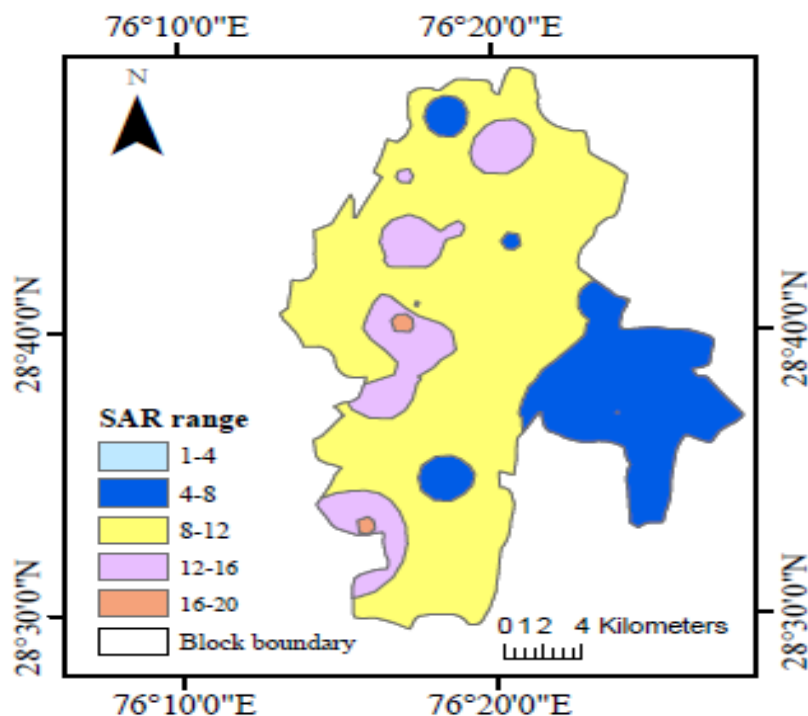 76°10'0"E 76°20'0"E
N
28°40'0"N 28°40'0"N
SAR range
1-4
4-8
8-12
12-16
16-20
Block boundary
28°30'0"N 28°30'0"N
0 1 2 4 Kilometers
76°10'0"E 76°20'0"E